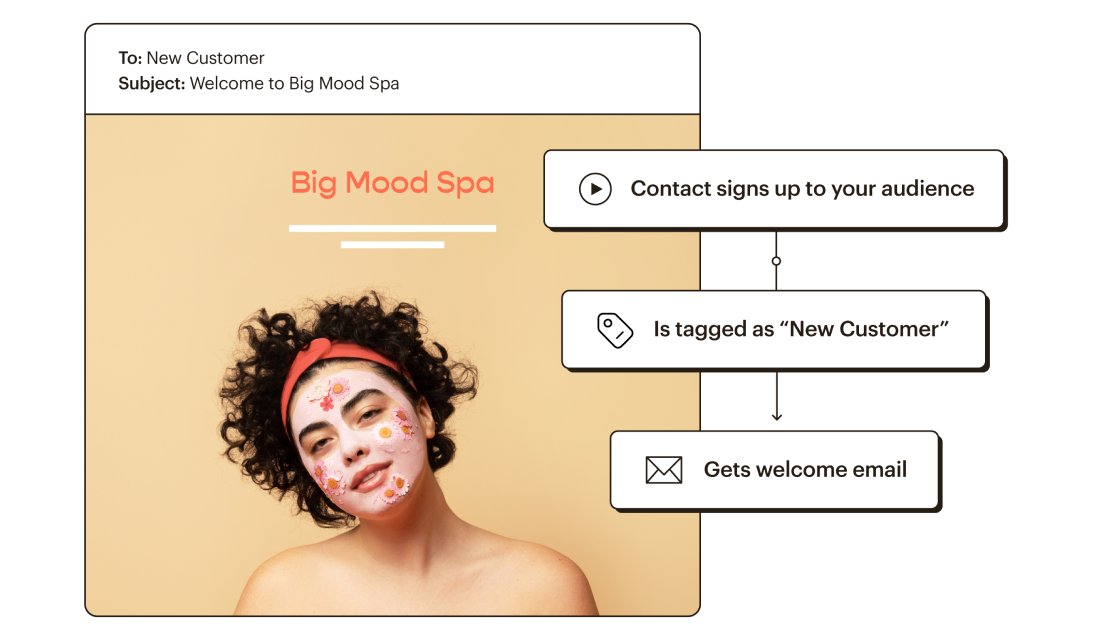 To: New Customer
Subject: Welcome to Big Mood Spa
Big Mood Spa
Contact signs up to your audience
Is tagged as “New Customer”
Gets welcome email